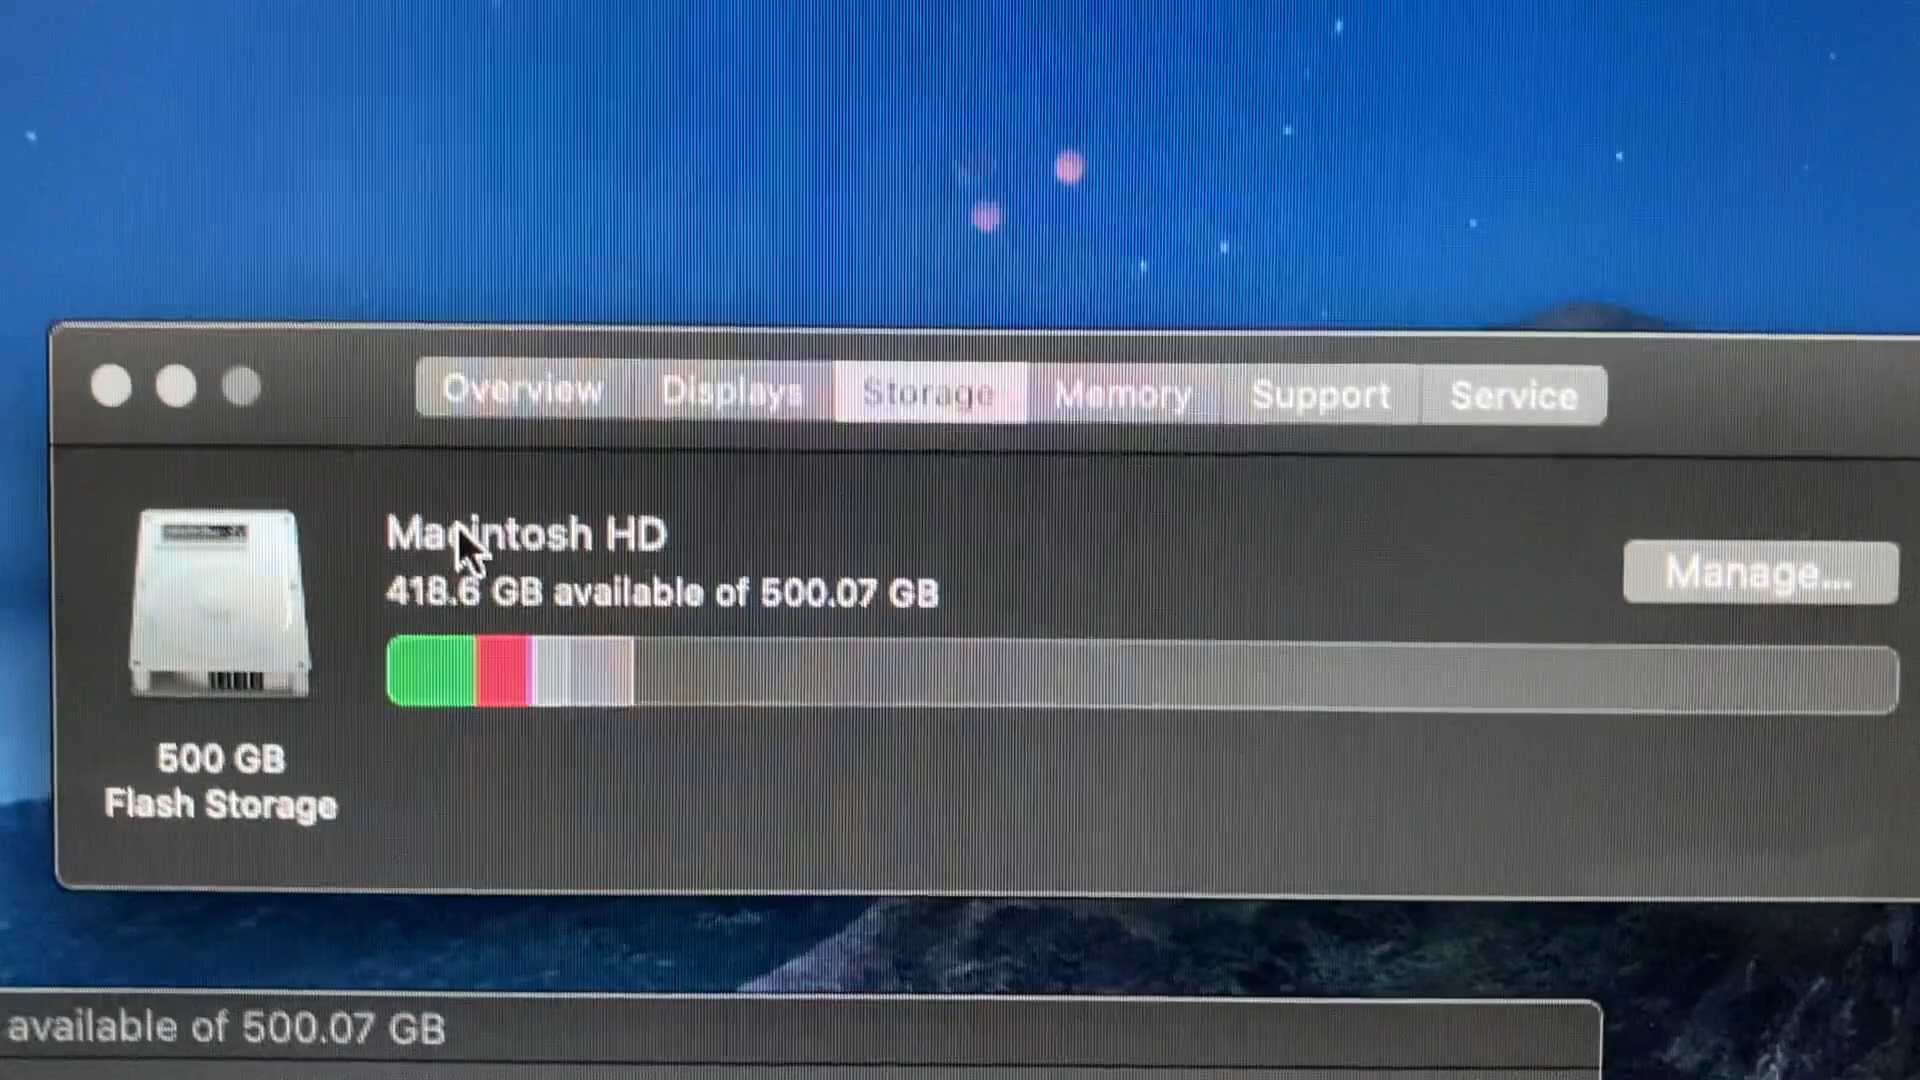 Overview Displays Storage Memory Support Service
Macintosh HD
418.6 GB available of 500.07 GB
Manage...
500 GB
Flash Storage
available of 500.07 GB